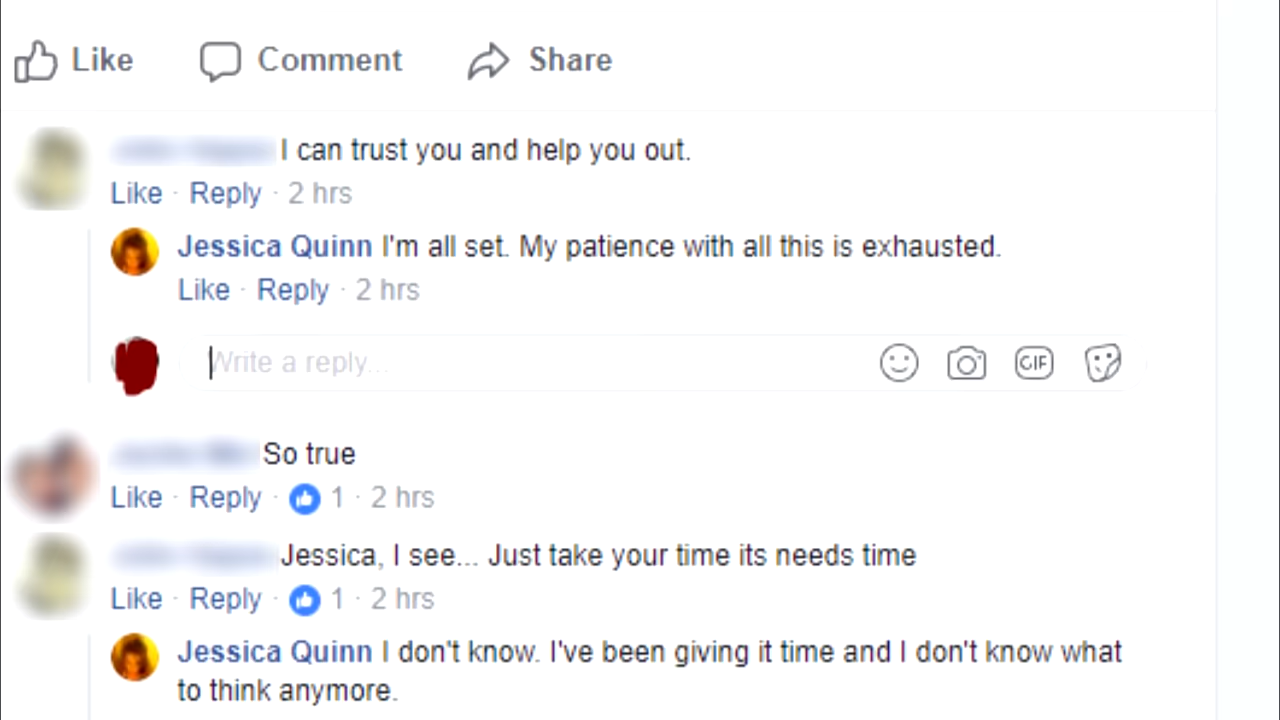 Like Comment Share
I can trust you and help you out.
Like · Reply · 2 hrs
Jessica Quinn I'm all set. My patience with all this is exhausted.
Like · Reply · 2 hrs
Write a reply...
GIF
So true
Like · Reply · 1 · 2 hrs
Jessica, I see... Just take your time its needs time
Like · Reply · 1 · 2 hrs
Jessica Quinn I don't know. I've been giving it time and I don't know what
to think anymore.